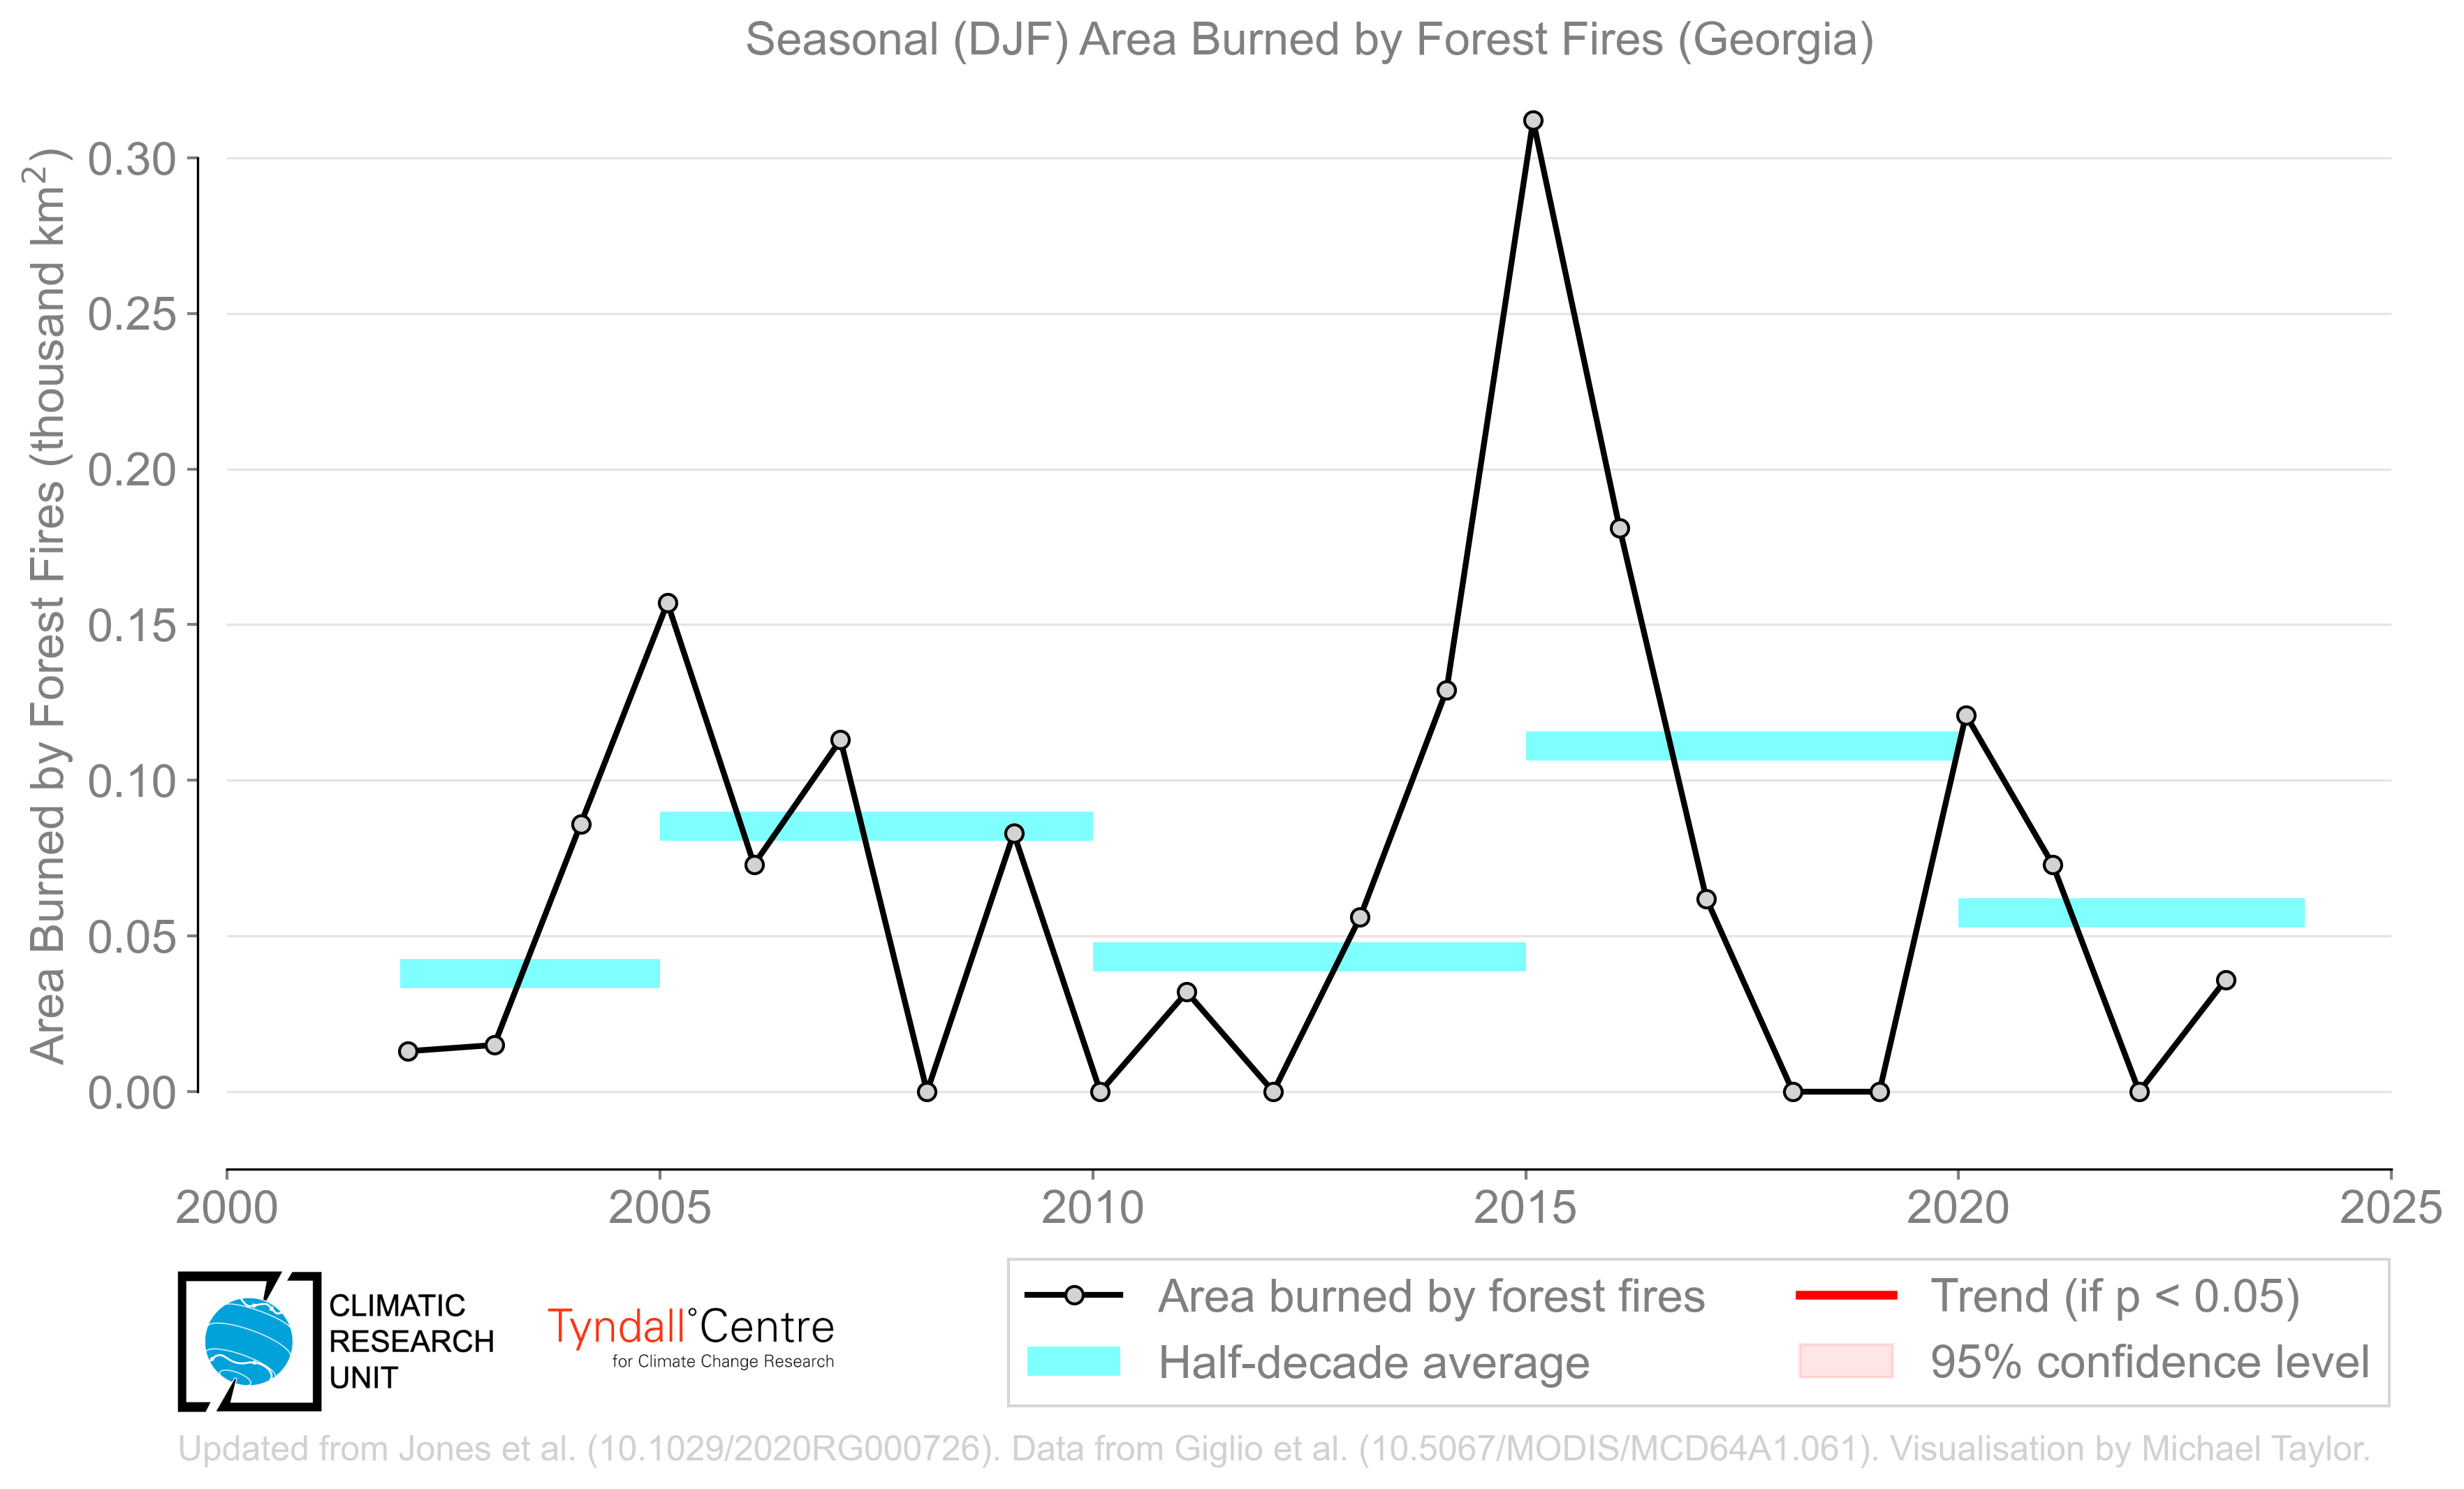 Seasonal (DJF) Area Burned by Forest Fires (Georgia)
Area Burned by Forest Fires (thousand km²)
0.30
0.25
0.20
0.15
0.10
0.05
0.00
2000 2005 2010 2015 2020 2025
CLIMATIC
RESEARCH
UNIT
Tyndall°Centre
for Climate Change Research
Area burned by forest fires
Half-decade average
Trend (if p < 0.05)
95% confidence level
Updated from Jones et al. (10.1029/2020RG000726). Data from Giglio et al. (10.5067/MODIS/MCD64A1.061). Visualisation by Michael Taylor.